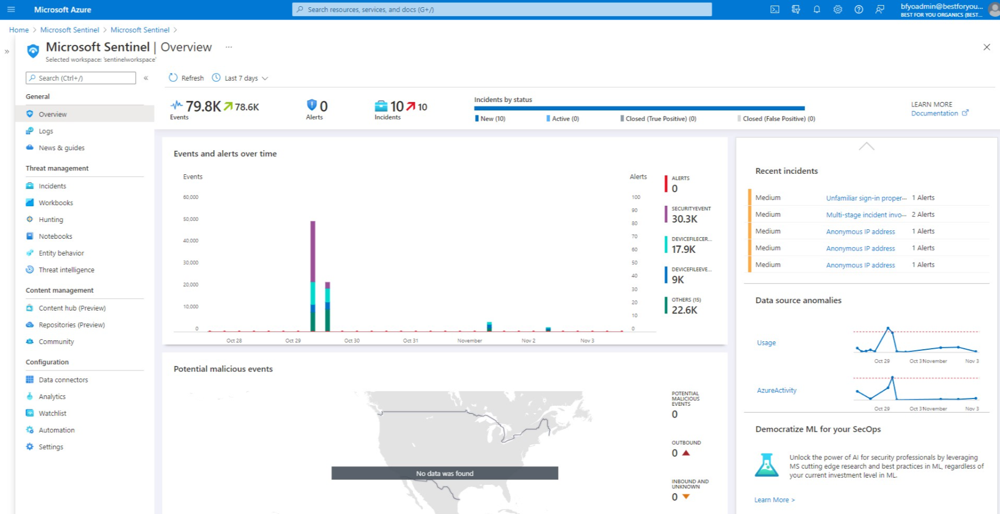 Microsoft Azure
Search resources, services, and docs (G+/)
bfyoadmin@bestforyou...
BEST FOR YOU ORGANICS (BEST...
Home > Microsoft Sentinel > Microsoft Sentinel >
Microsoft Sentinel | Overview ...
Selected workspace: 'sentinelworkspace'
Search (Ctrl+/)
General
Overview
Logs
News & guides
Threat management
Incidents
Workbooks
Hunting
Notebooks
Entity behavior
Threat intelligence
Content management
Content hub (Preview)
Repositories (Preview)
Community
Configuration
Data connectors
Analytics
Watchlist
Automation
Settings
Refresh Last 7 days
79.8K 78.6K
Events
0
Alerts
10 10
Incidents
Incidents by status
New (10) Active (0) Closed (True Positive) (0) Closed (False Positive) (0)
LEARN MORE
Documentation
Events and alerts over time
Events Alerts
60,000
50,000
40,000
30,000
20,000
10,000
0
100
90
80
70
60
50
40
30
20
10
0
Oct 28 Oct 29 Oct 30 Oct 31 November Nov 2 Nov 3
ALERTS
0
SECURITYEVENT
30.3K
DEVICEFILECER...
17.9K
DEVICEFILEEVE...
9K
OTHERS (15)
22.6K
Potential malicious events
No data was found
POTENTIAL
MALICIOUS
EVENTS
0
OUTBOUND
0
INBOUND AND
UNKNOWN
0
Recent incidents
Medium Unfamiliar sign-in proper... 1 Alerts
Medium Multi-stage incident invo... 2 Alerts
Medium Anonymous IP address 1 Alerts
Medium Anonymous IP address 1 Alerts
Medium Anonymous IP address 1 Alerts
Data source anomalies
Usage
Oct 29 Oct 3 November Nov 3
AzureActivity
Oct 29 Oct 3 November Nov 3
Democratize ML for your SecOps
Unlock the power of AI for security professionals by leveraging
MS cutting edge research and best practices in ML, regardless of
your current investment level in ML.
Learn More >